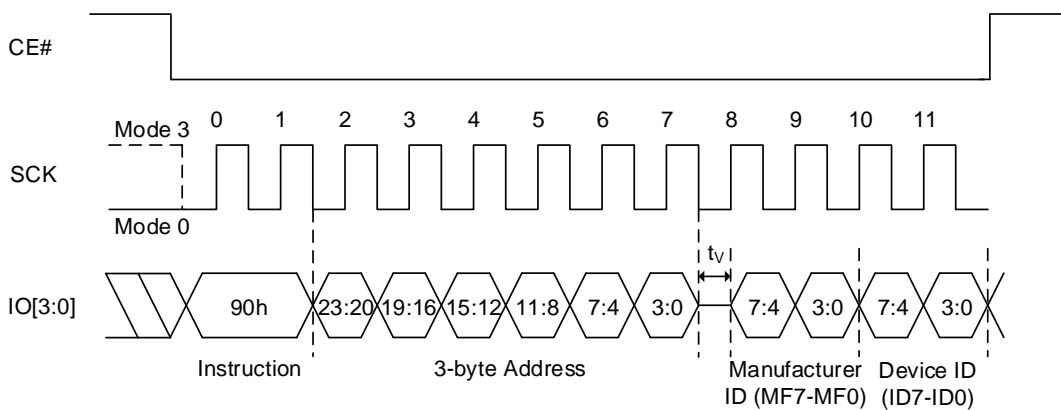 CE#
0 1 2 3 4 5 6 7 8 9 10 11
Mode 3
SCK
Mode 0
tV
IO[3:0]
90h 23:20 19:16 15:12 11:8 7:4 3:0 7:4 3:0 7:4 3:0
Instruction 3-byte Address Manufacturer Device ID
ID (MF7-MF0) (ID7-ID0)